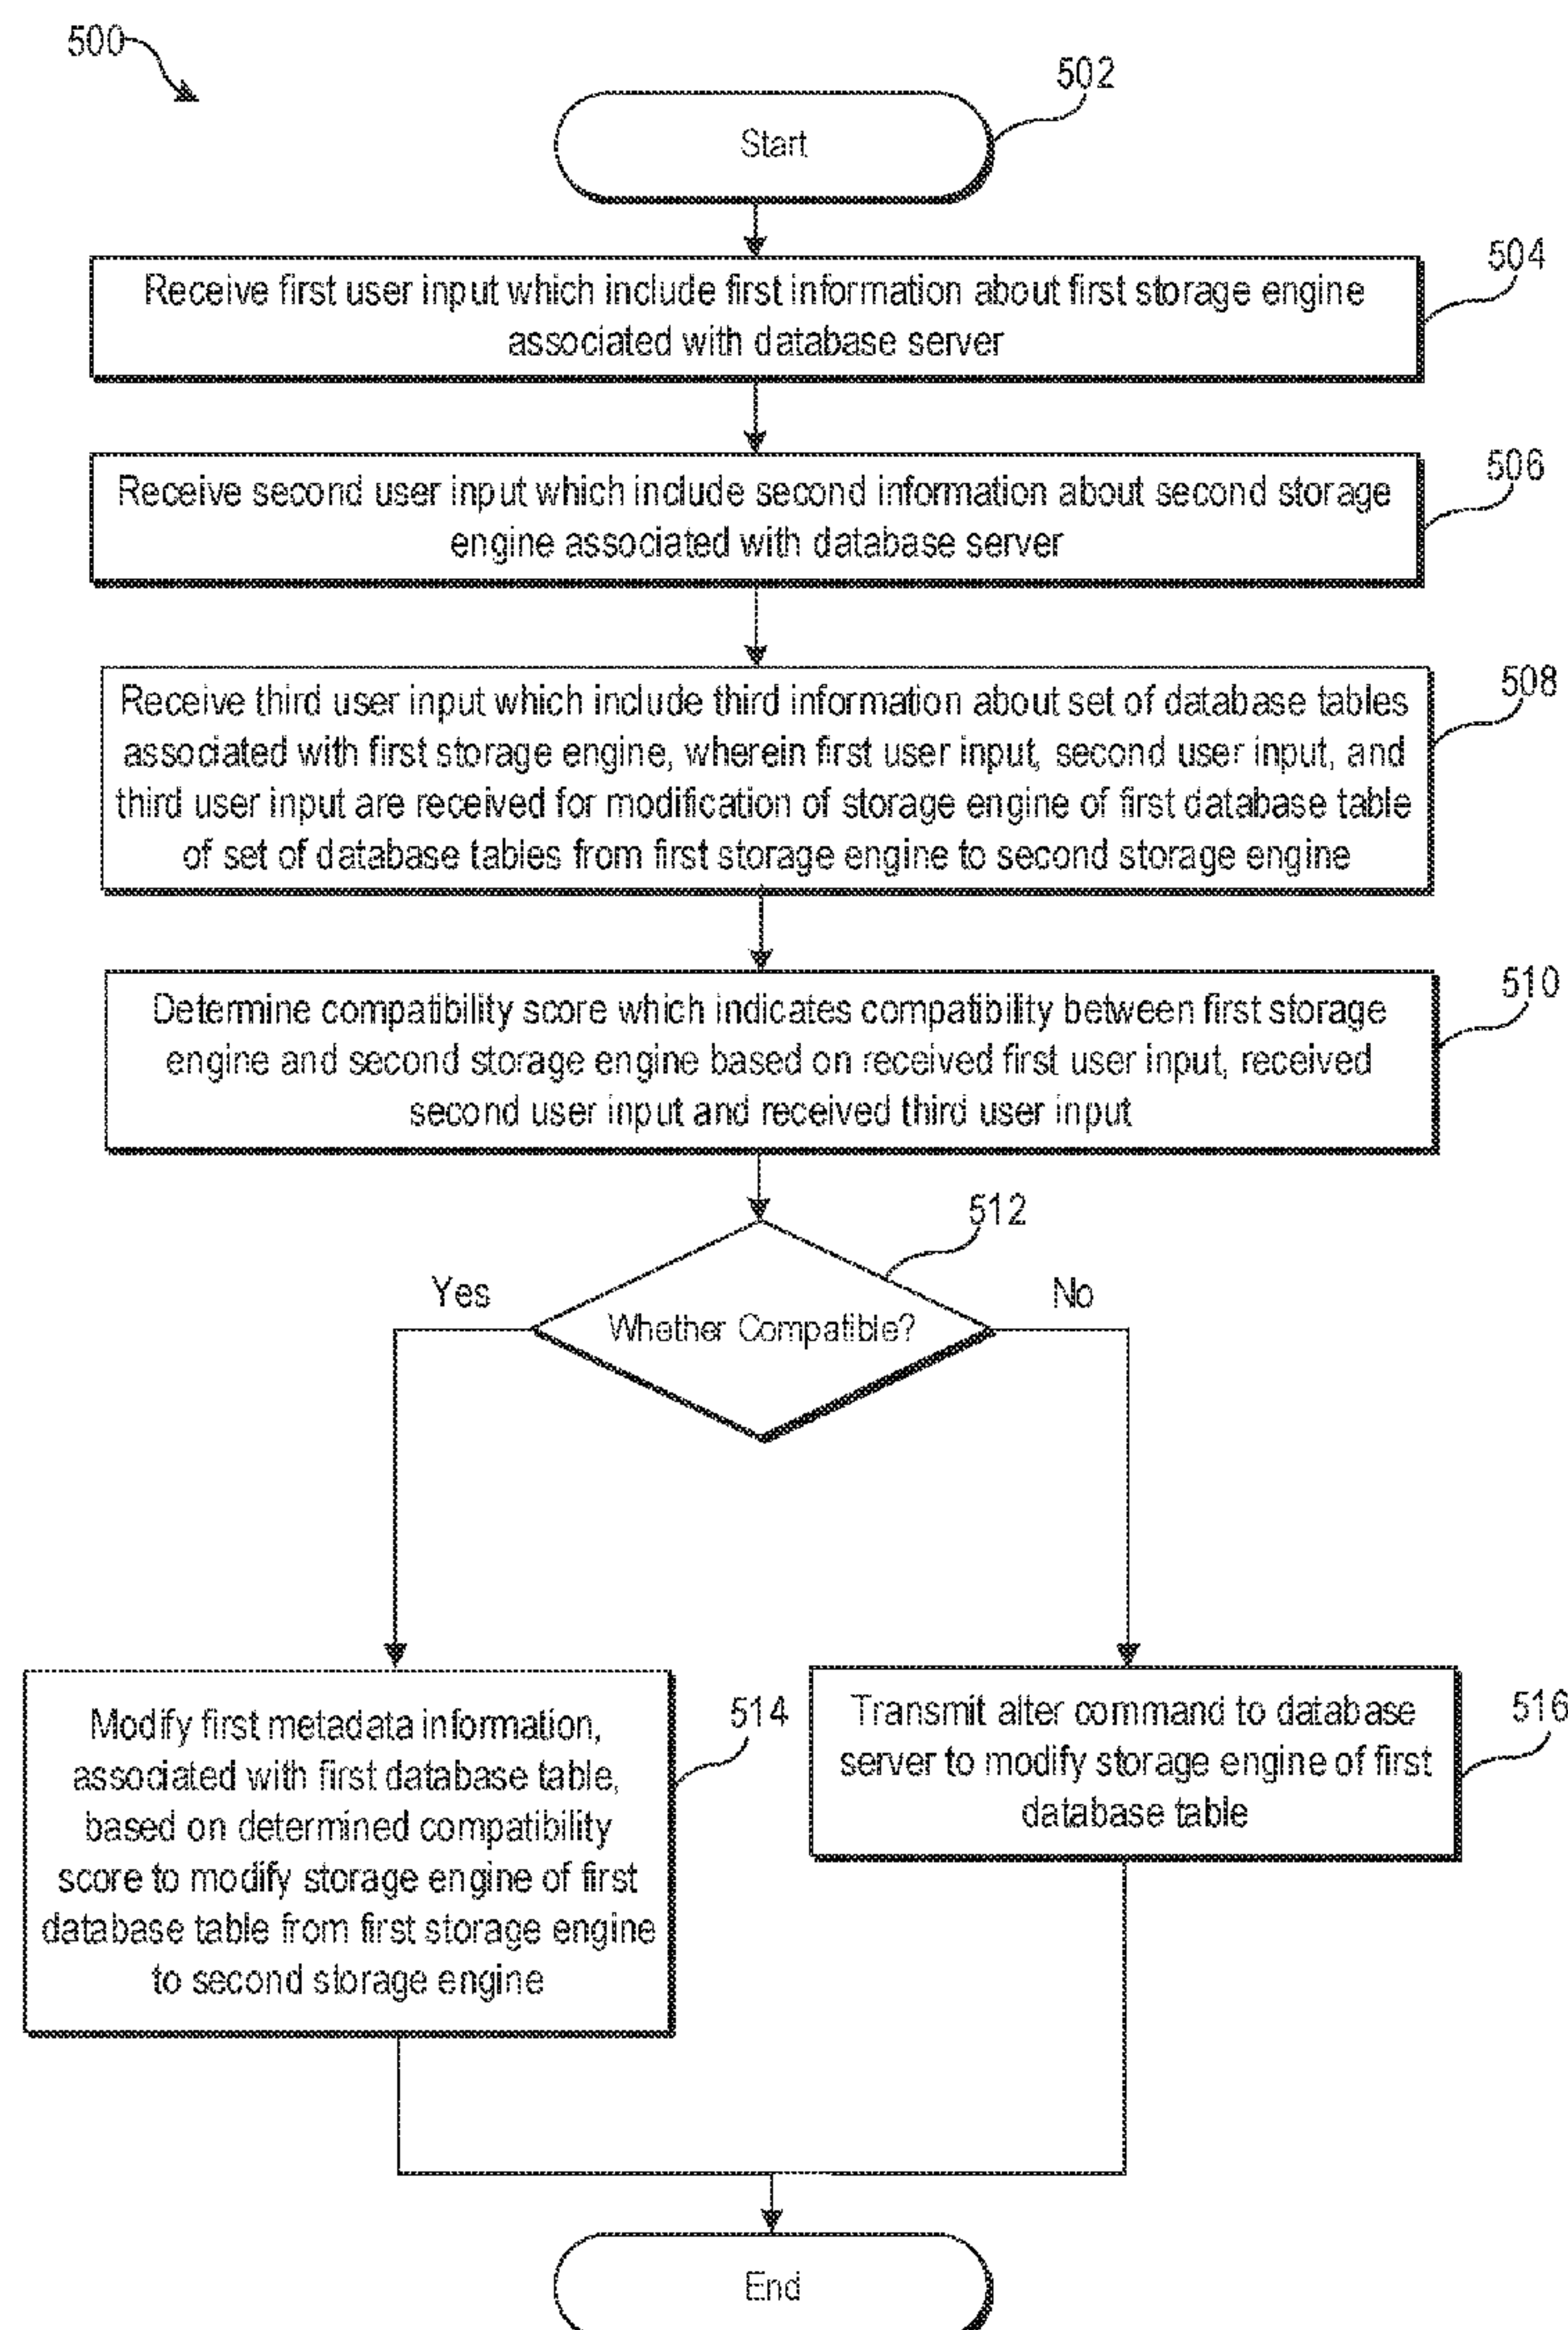 500
502
Start
504
Receive first user input which include first information about first storage engine
associated with database server
506
Receive second user input which include second information about second storage
engine associated with database server
508
Receive third user input which include third information about set of database tables
associated with first storage engine, wherein first user input, second user input, and
third user input are received for modification of storage engine of first database table
of set of database tables from first storage engine to second storage engine
510
Determine compatibility score which indicates compatibility between first storage
engine and second storage engine based on received first user input, received
second user input and received third user input
512
Yes
No
Whether Compatible?
514
Modify first metadata information,
associated with first database table,
based on determined compatibility
score to modify storage engine of first
database table from first storage engine
to second storage engine
516
Transmit alter command to database
server to modify storage engine of first
database table
End